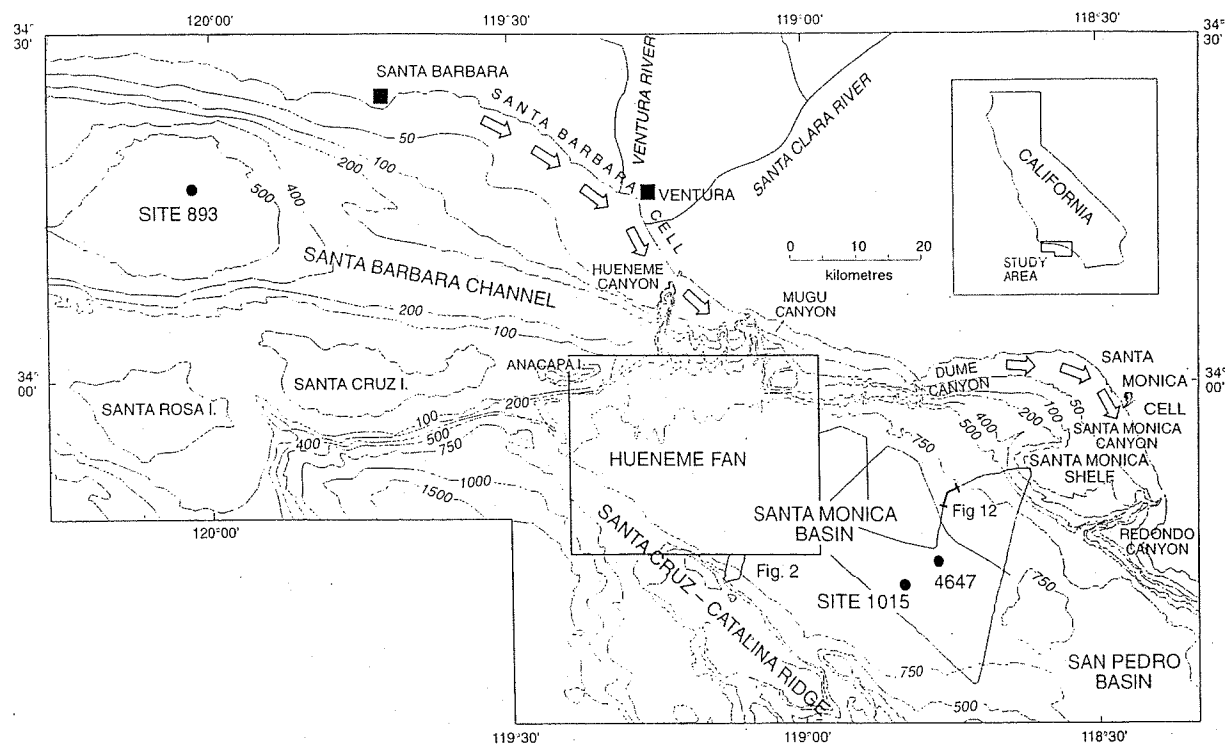 120°00'
119°30'
119°00'
118°30'
34°
30'
34°
30'
SANTA BARBARA
SANTA BARBARA CELL
VENTURA RIVER
SANTA CLARA RIVER
VENTURA
CALIFORNIA
STUDY
AREA
0 10 20
kilometres
50
100
200
400
500
SITE 893
SANTA BARBARA CHANNEL
HUENEME
CANYON
MUGU
CANYON
200
100
ANACAPA I.
34°
00'
SANTA CRUZ I.
SANTA ROSA I.
200
100
500
750
400
1000
1500
DUME
CANYON
SANTA
MONICA
CELL
34°
00'
50
100
200
400
500
750
SANTA MONICA
CANYON
SANTA MONICA
SHELF
HUENEME FAN
SANTA MONICA
BASIN
Fig 12
REDONDO
CANYON
120°00'
SANTA CRUZ – CATALINA RIDGE
Fig. 2
4647
SITE 1015
750
750
500
SAN PEDRO
BASIN
119°30'
119°00'
118°30'